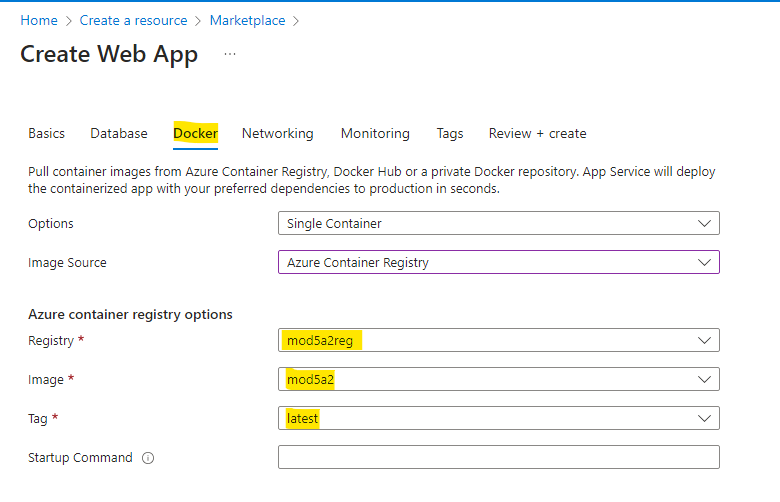 Home > Create a resource > Marketplace >
Create Web App ...
Basics Database Docker Networking Monitoring Tags Review + create
Pull container images from Azure Container Registry, Docker Hub or a private Docker repository. App Service will deploy
the containerized app with your preferred dependencies to production in seconds.
Options Single Container
Image Source Azure Container Registry
Azure container registry options
Registry * mod5a2reg
Image * mod5a2
Tag * latest
Startup Command